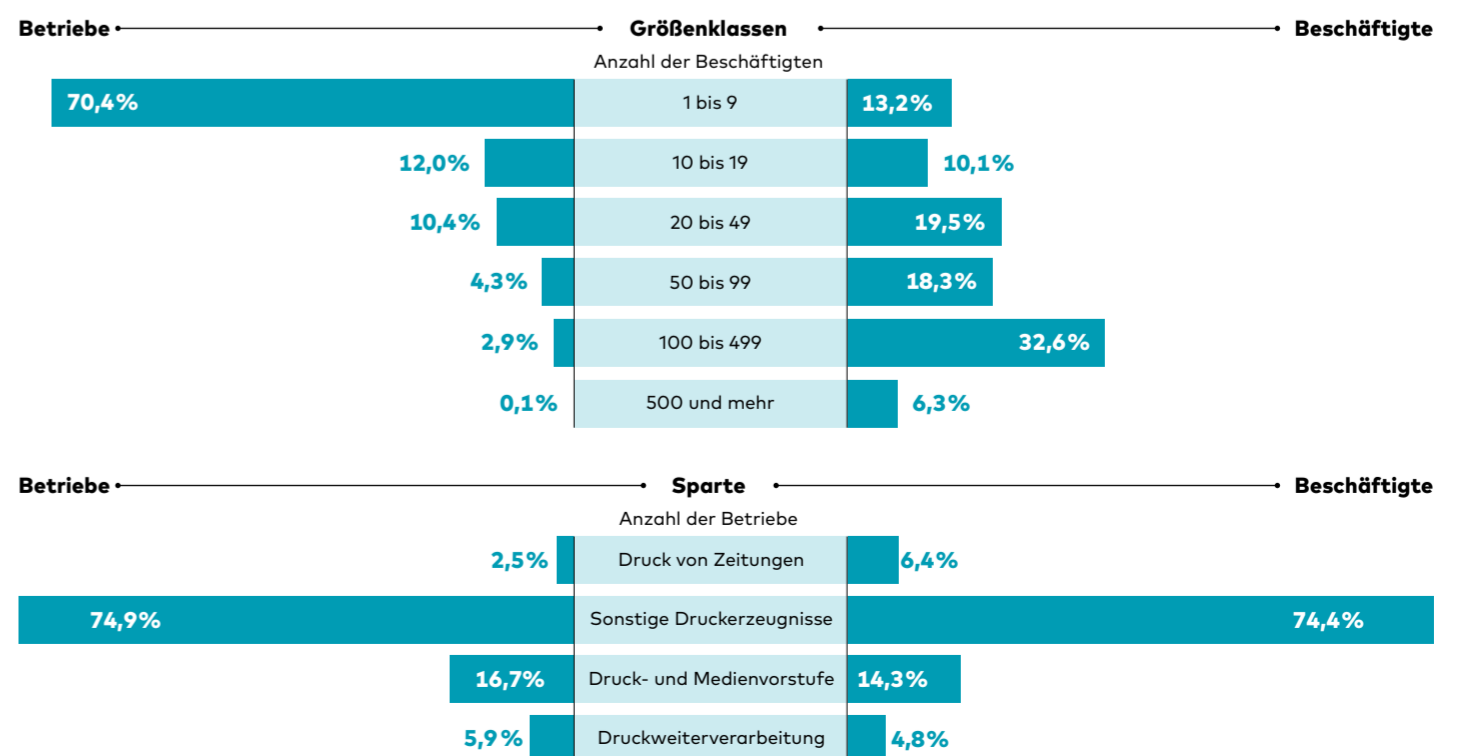 Betriebe Größenklassen Beschäftigte
Anzahl der Beschäftigten
70,4% 1 bis 9 13,2%
12,0% 10 bis 19 10,1%
10,4% 20 bis 49 19,5%
4,3% 50 bis 99 18,3%
2,9% 100 bis 499 32,6%
0,1% 500 und mehr 6,3%
Betriebe Sparte Beschäftigte
Anzahl der Betriebe
2,5% Druck von Zeitungen 6,4%
74,9% Sonstige Druckerzeugnisse 74,4%
16,7% Druck- und Medienvorstufe 14,3%
5,9% Druckweiterverarbeitung 4,8%